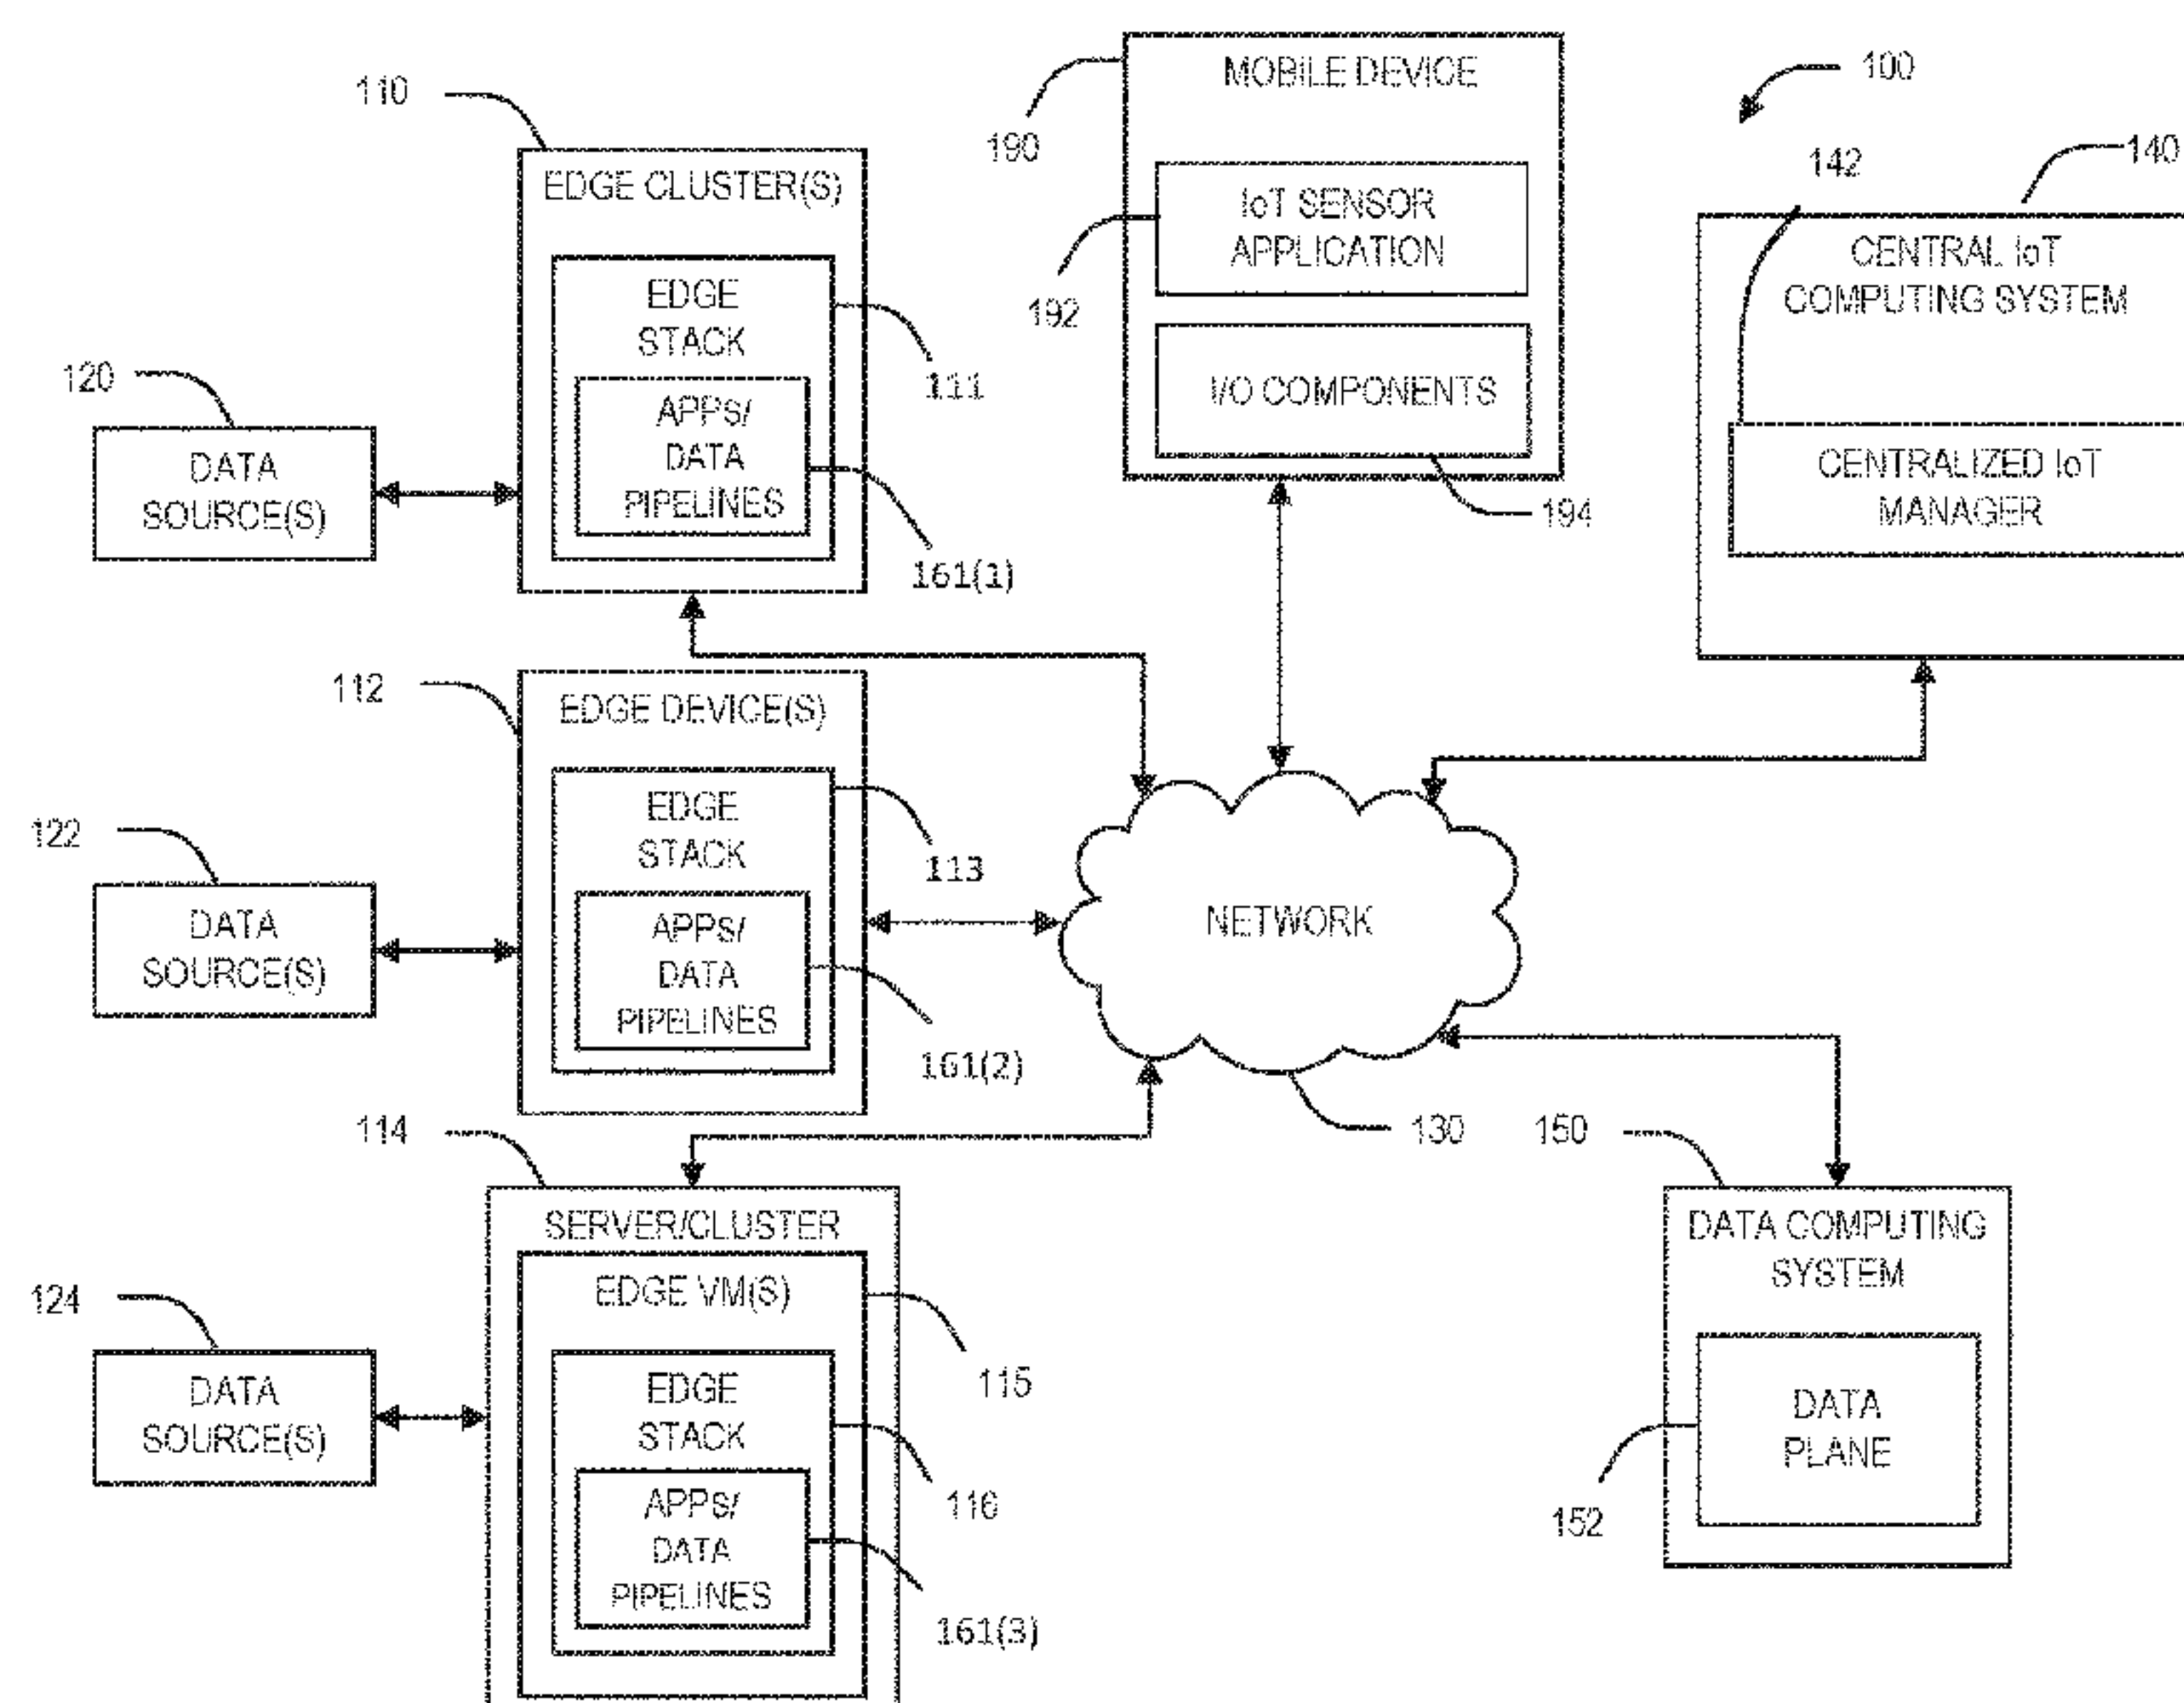 110
EDGE CLUSTER(S)
EDGE
STACK
111
APPs/
DATA
PIPELINES
161(1)
120
DATA
SOURCE(S)
190
MOBILE DEVICE
IoT SENSOR
APPLICATION
192
I/O COMPONENTS
194
100
142
140
CENTRAL IoT
COMPUTING SYSTEM
CENTRALIZED IoT
MANAGER
112
EDGE DEVICE(S)
EDGE
STACK
113
APPs/
DATA
PIPELINES
161(2)
122
DATA
SOURCE(S)
NETWORK
130
114
SERVER/CLUSTER
EDGE VM(S)
115
EDGE
STACK
116
APPs/
DATA
PIPELINES
161(3)
124
DATA
SOURCE(S)
150
DATA COMPUTING
SYSTEM
DATA
PLANE
152